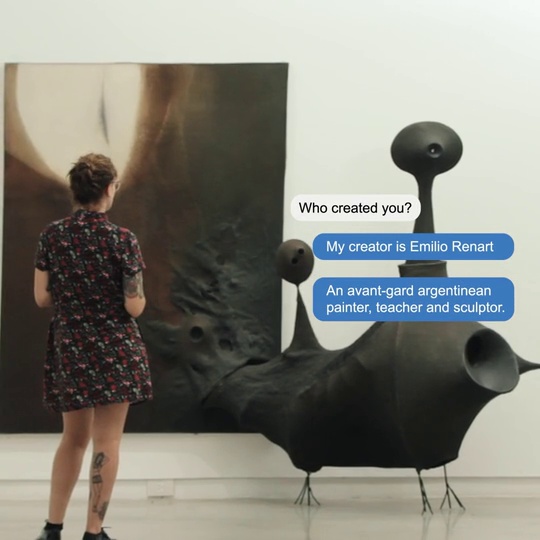 Who created you?
My creator is Emilio Renart
An avant-gard argentinean
painter, teacher and sculptor.